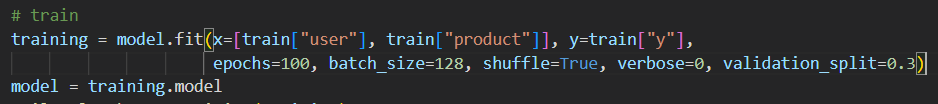 # train
training = model.fit(x=[train["user"], train["product"]], y=train["y"],
epochs=100, batch_size=128, shuffle=True, verbose=0, validation_split=0.3)
model = training.model